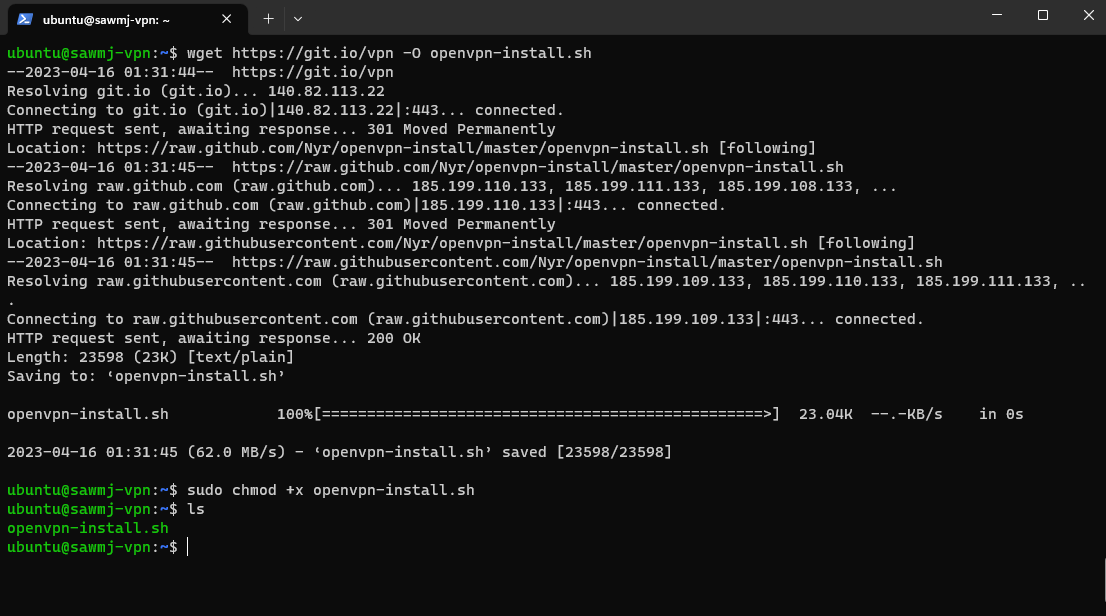 ubuntu@sawmj-vpn: ~
ubuntu@sawmj-vpn:~$ wget https://git.io/vpn -O openvpn-install.sh
--2023-04-16 01:31:44--  https://git.io/vpn
Resolving git.io (git.io)... 140.82.113.22
Connecting to git.io (git.io)|140.82.113.22|:443... connected.
HTTP request sent, awaiting response... 301 Moved Permanently
Location: https://raw.github.com/Nyr/openvpn-install/master/openvpn-install.sh [following]
--2023-04-16 01:31:45--  https://raw.github.com/Nyr/openvpn-install/master/openvpn-install.sh
Resolving raw.github.com (raw.github.com)... 185.199.110.133, 185.199.111.133, 185.199.108.133, ...
Connecting to raw.github.com (raw.github.com)|185.199.110.133|:443... connected.
HTTP request sent, awaiting response... 301 Moved Permanently
Location: https://raw.githubusercontent.com/Nyr/openvpn-install/master/openvpn-install.sh [following]
--2023-04-16 01:31:45--  https://raw.githubusercontent.com/Nyr/openvpn-install/master/openvpn-install.sh
Resolving raw.githubusercontent.com (raw.githubusercontent.com)... 185.199.109.133, 185.199.110.133, 185.199.111.133, ..
.
Connecting to raw.githubusercontent.com (raw.githubusercontent.com)|185.199.109.133|:443... connected.
HTTP request sent, awaiting response... 200 OK
Length: 23598 (23K) [text/plain]
Saving to: ‘openvpn-install.sh’
openvpn-install.sh            100%[=================================================>]  23.04K  --.-KB/s    in 0s
2023-04-16 01:31:45 (62.0 MB/s) - ‘openvpn-install.sh’ saved [23598/23598]
ubuntu@sawmj-vpn:~$ sudo chmod +x openvpn-install.sh
ubuntu@sawmj-vpn:~$ ls
openvpn-install.sh
ubuntu@sawmj-vpn:~$